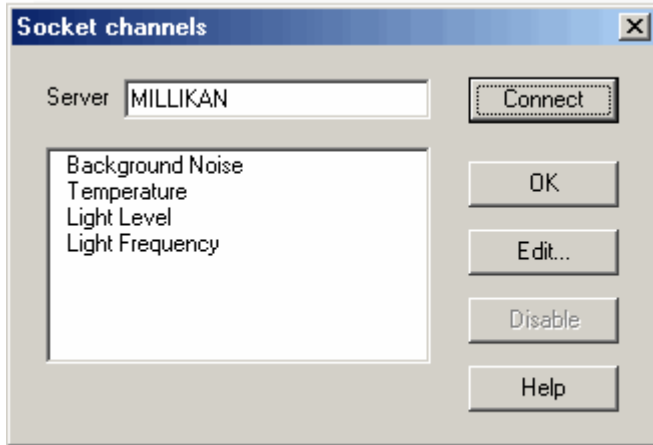 Socket channels
Server MILLIKAN
Connect
Background Noise
Temperature
Light Level
Light Frequency
OK
Edit...
Disable
Help